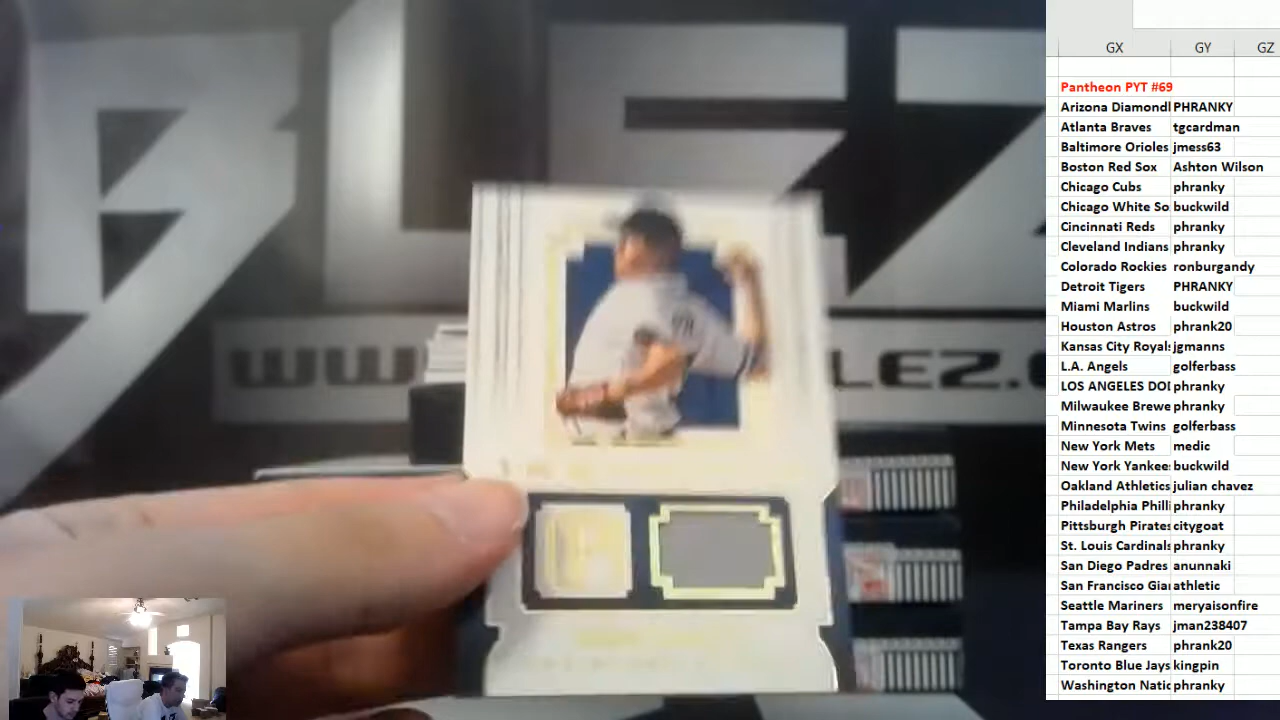 BLEZ
GX GY GZ
Pantheon PYT #69
Arizona Diamondl PHRANKY
Atlanta Braves tgcardman
Baltimore Orioles jmess63
Boston Red Sox Ashton Wilson
Chicago Cubs phranky
Chicago White So buckwild
Cincinnati Reds phranky
Cleveland Indians phranky
Colorado Rockies ronburgandy
Detroit Tigers PHRANKY
Miami Marlins buckwild
Houston Astros phrank20
Kansas City Royals jgmanns
L.A. Angels golferbass
LOS ANGELES DOI phranky
Milwaukee Brewe phranky
Minnesota Twins golferbass
New York Mets medic
New York Yankee buckwild
Oakland Athletics julian chavez
Philadelphia Philli phranky
Pittsburgh Pirates citygoat
St. Louis Cardinals phranky
San Diego Padres anunnaki
San Francisco Gia athletic
Seattle Mariners meryaisonfire
Tampa Bay Rays jman238407
Texas Rangers phrank20
Toronto Blue Jays kingpin
Washington Natic phranky